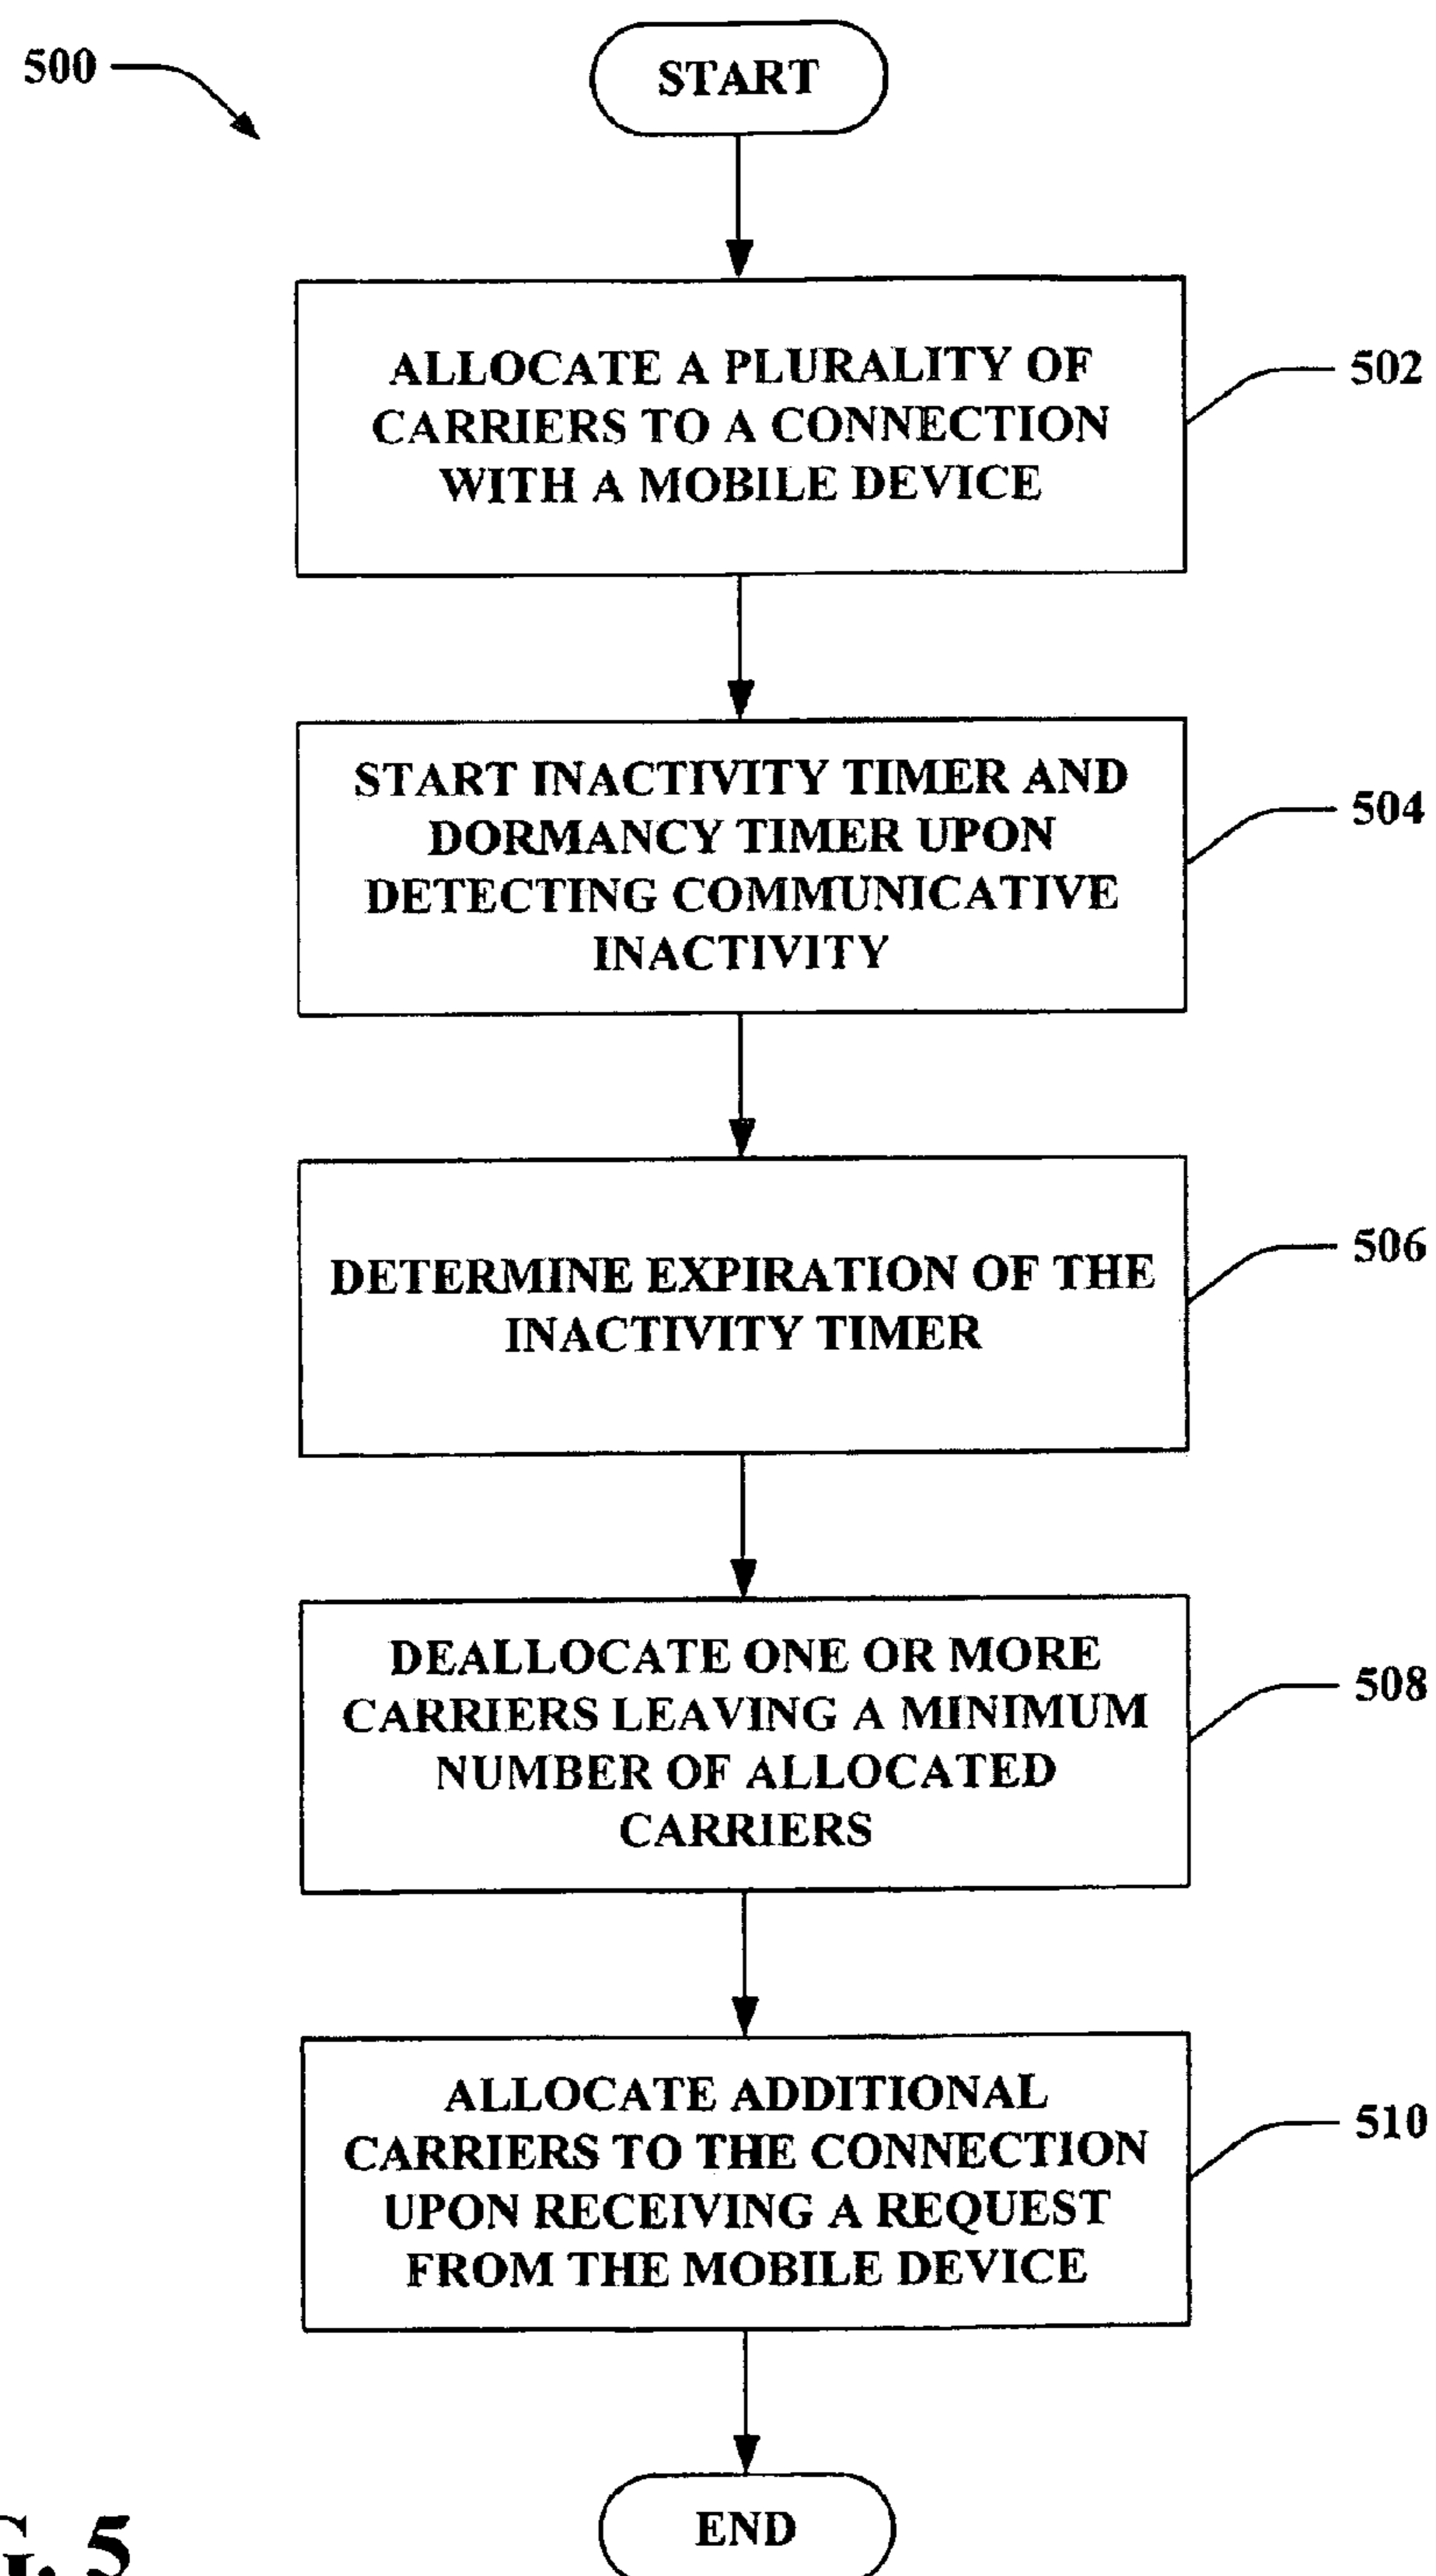 500
START
ALLOCATE A PLURALITY OF
CARRIERS TO A CONNECTION
WITH A MOBILE DEVICE
502
START INACTIVITY TIMER AND
DORMANCY TIMER UPON
DETECTING COMMUNICATIVE
INACTIVITY
504
DETERMINE EXPIRATION OF THE
INACTIVITY TIMER
506
DEALLOCATE ONE OR MORE
CARRIERS LEAVING A MINIMUM
NUMBER OF ALLOCATED
CARRIERS
508
ALLOCATE ADDITIONAL
CARRIERS TO THE CONNECTION
UPON RECEIVING A REQUEST
FROM THE MOBILE DEVICE
510
END
5